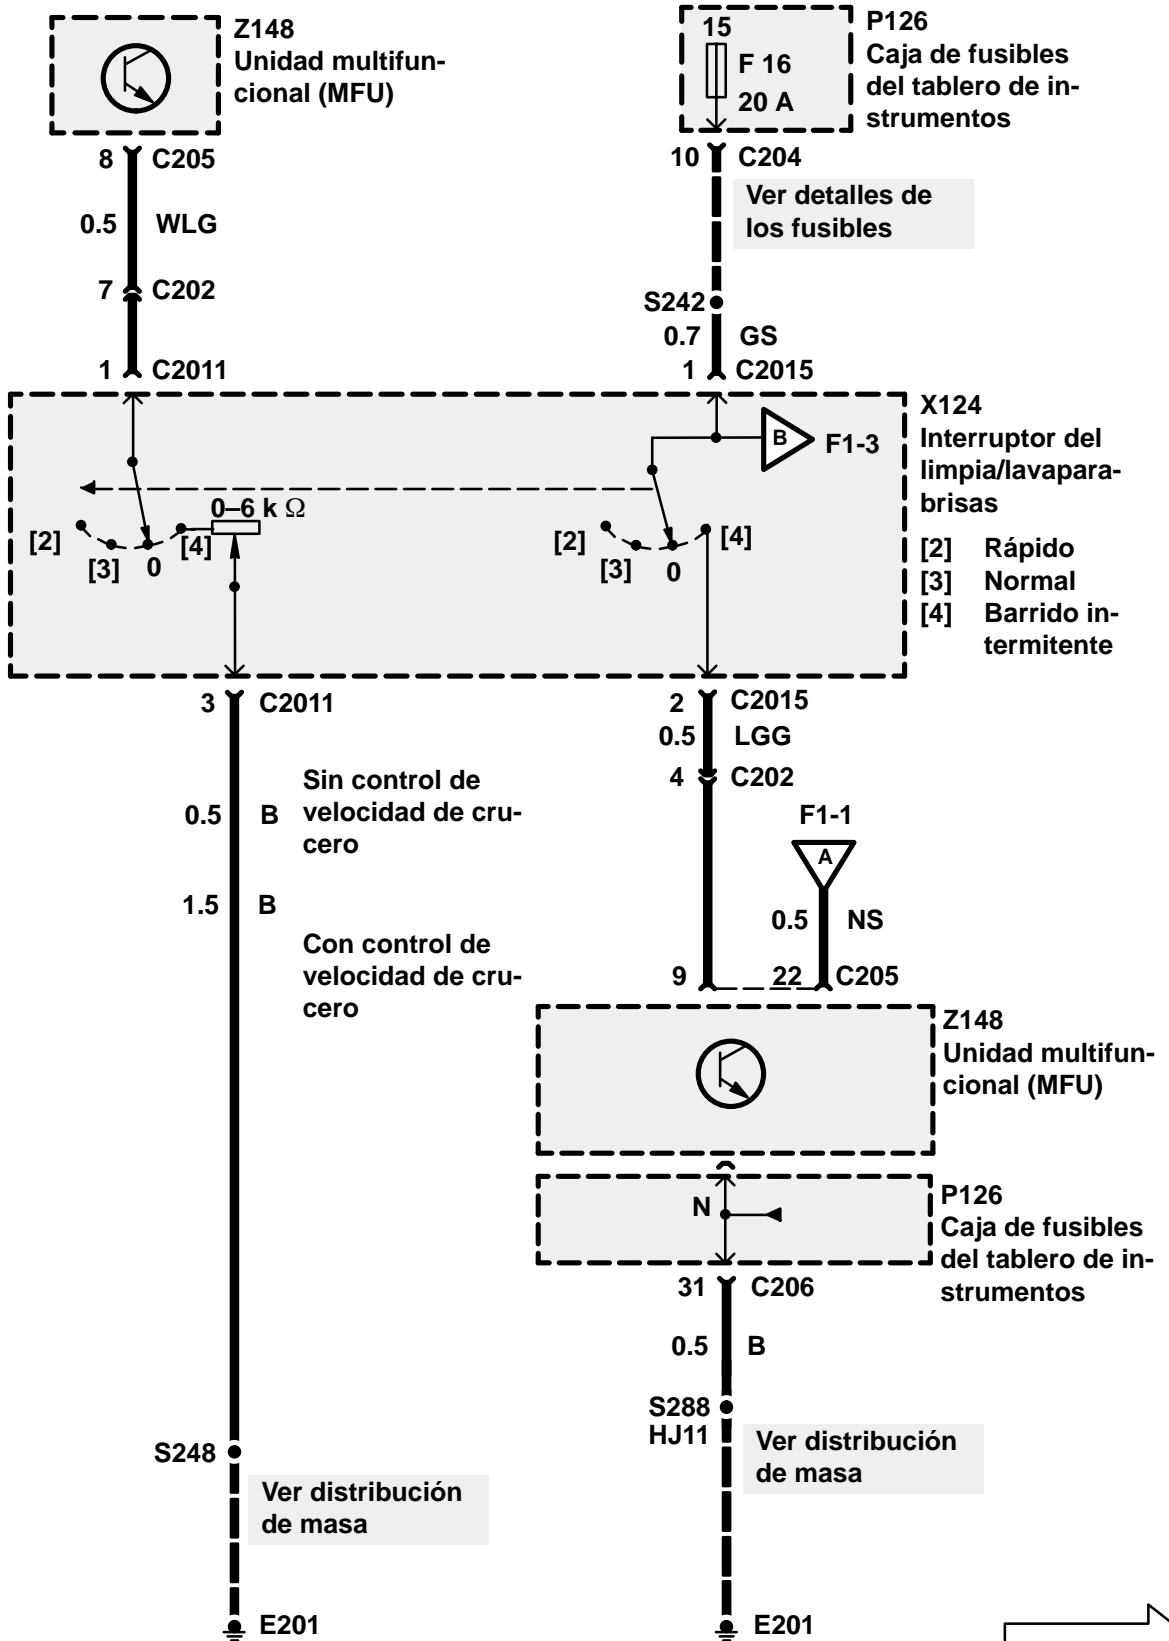 Z148
Unidad multifun-
cional (MFU)
15
F 16
20 A
P126
Caja de fusibles
del tablero de in-
strumentos
8 C205
10 C204
Ver detalles de
los fusibles
0.5 WLG
7 C202
S242
0.7 GS
1 C2011
1 C2015
X124
Interruptor del
limpia/lavapara-
brisas
[2] Rápido
[3] Normal
[4] Barrido in-
termitente
B
F1-3
0–6 k Ω
[2]
[3]
0
[4]
[2]
[3]
0
[4]
3 C2011
2 C2015
0.5 LGG
4 C202
Sin control de
velocidad de cru-
cero
0.5 B
1.5 B
Con control de
velocidad de cru-
cero
F1-1
A
0.5 NS
9
22 C205
Z148
Unidad multifun-
cional (MFU)
N
P126
Caja de fusibles
del tablero de in-
strumentos
31 C206
0.5 B
S288
HJ11
Ver distribución
de masa
S248
Ver distribución
de masa
E201
E201